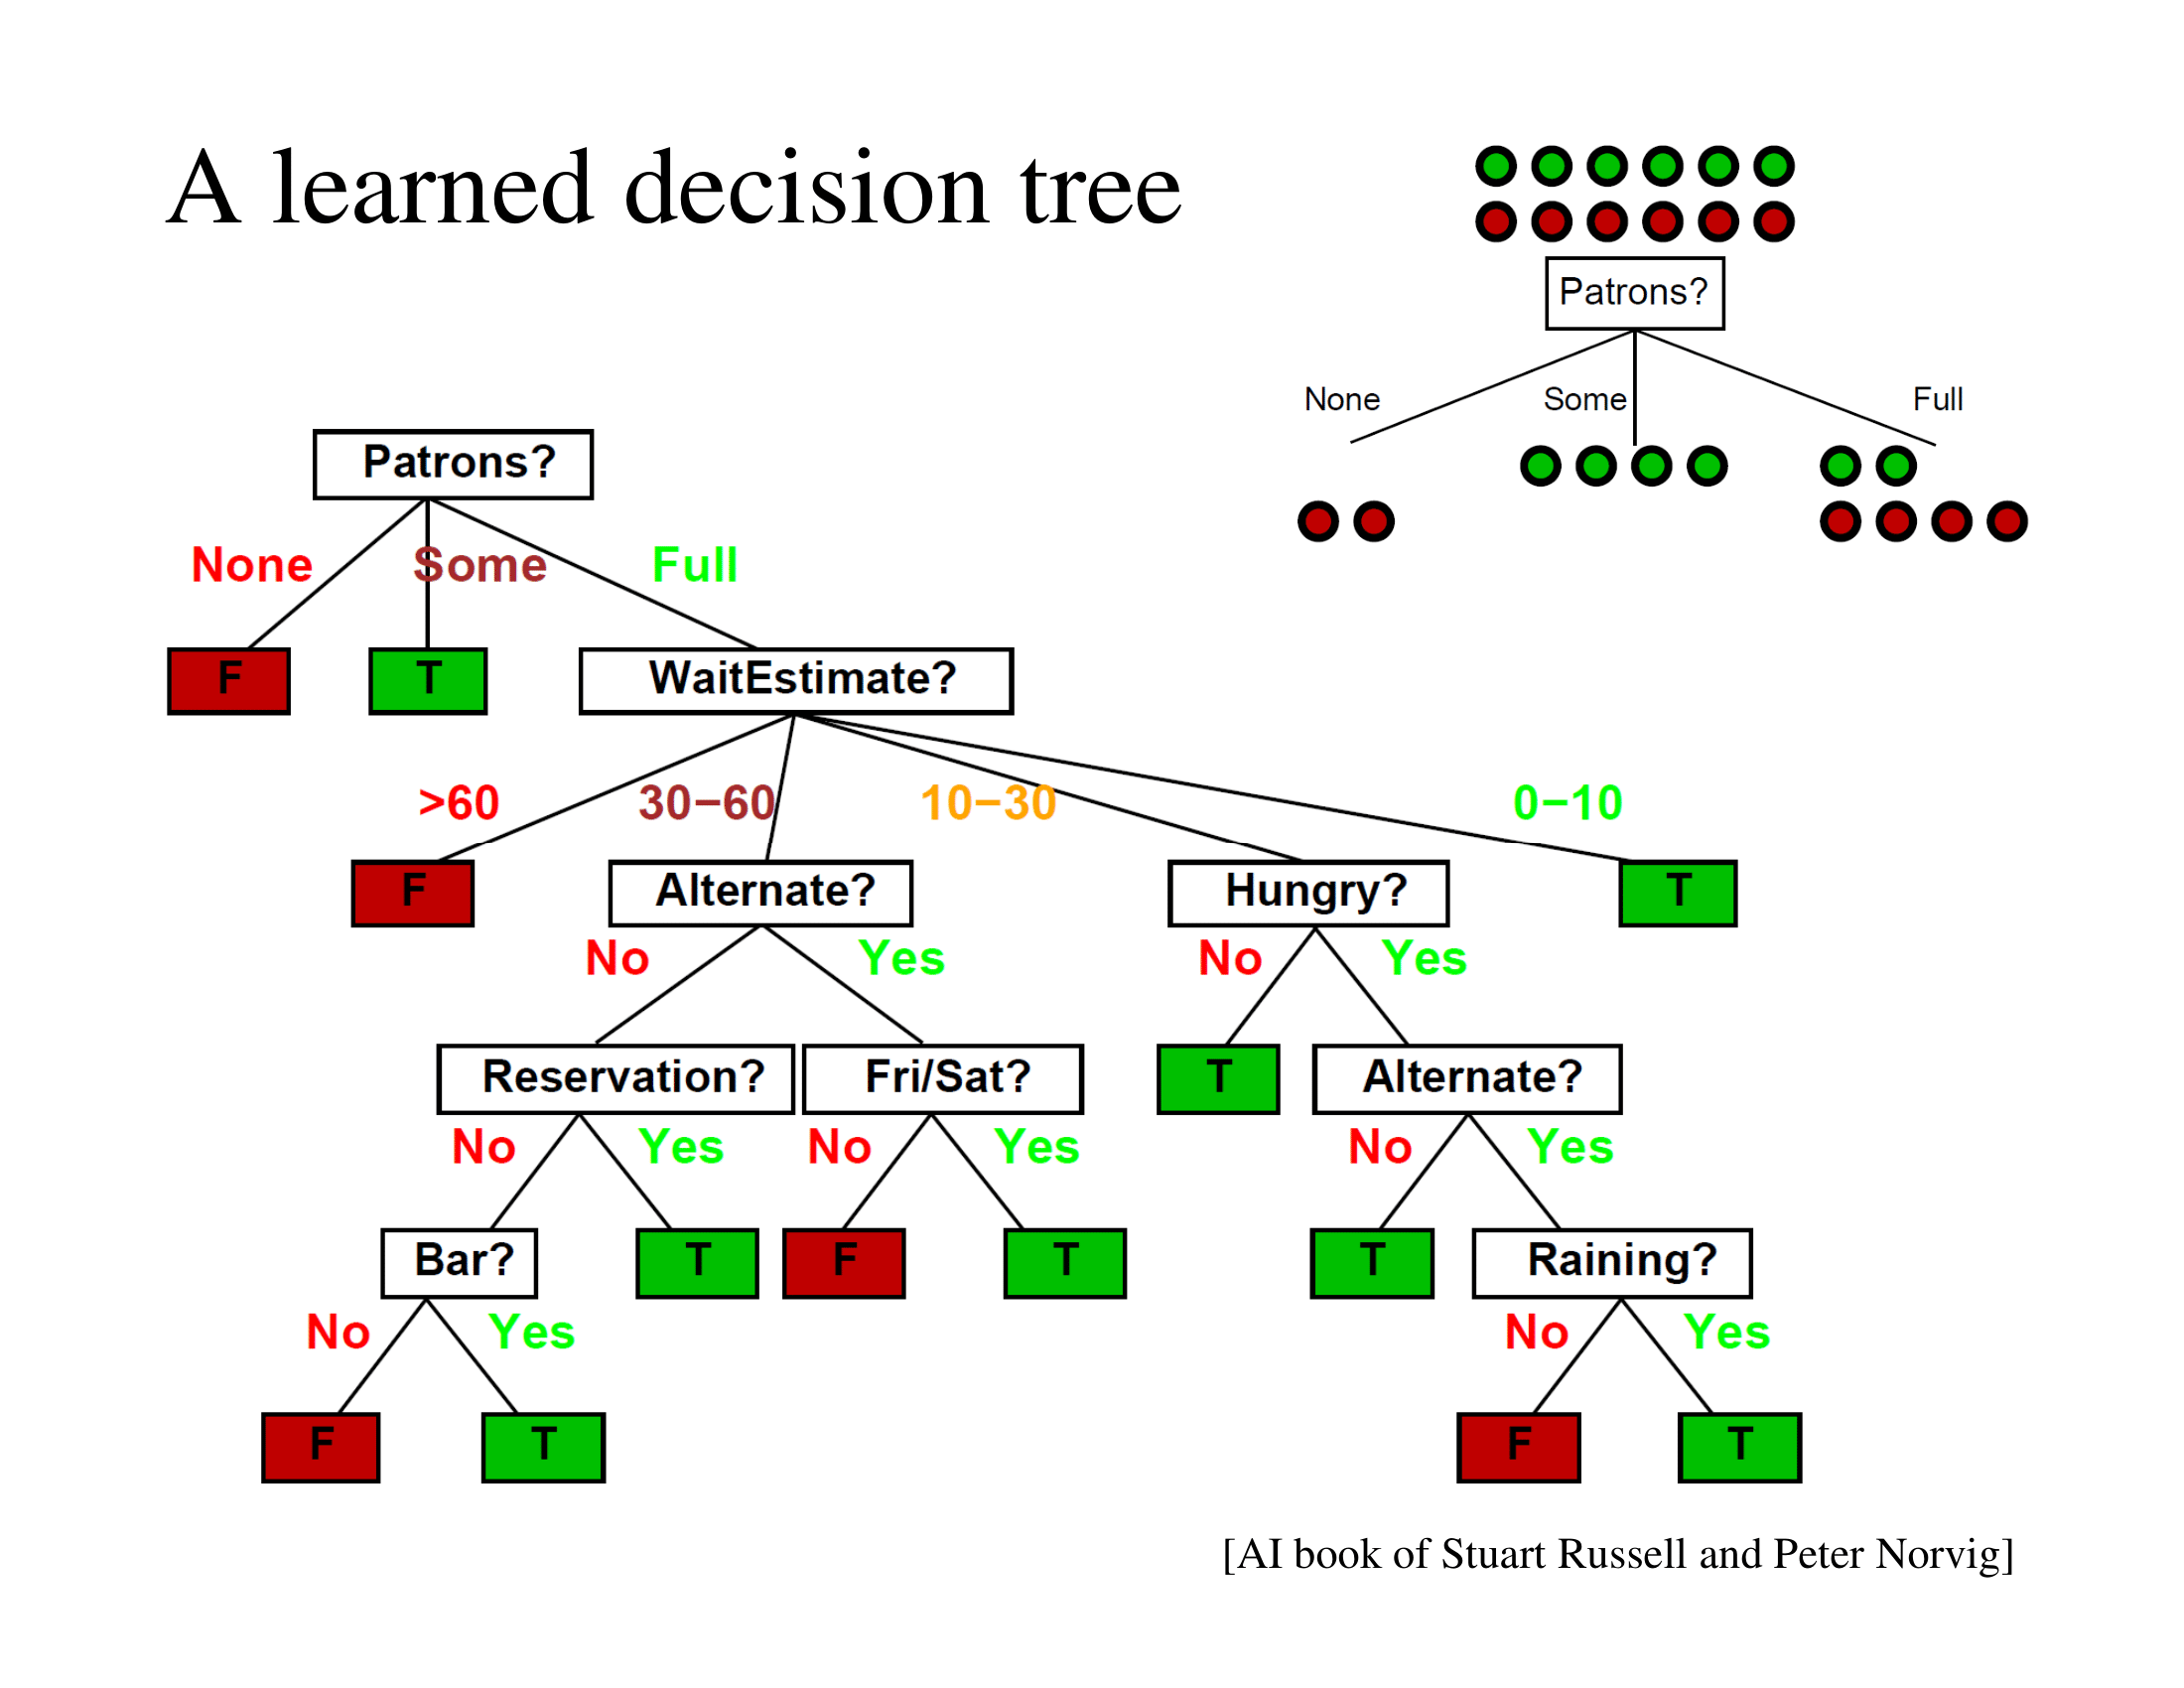 A learned decision tree
Patrons?
None Some Full
Patrons?
None Some Full
F T WaitEstimate?
>60 30−60 10−30 0−10
F Alternate? Hungry? T
No Yes No Yes
Reservation? Fri/Sat? T Alternate?
No Yes No Yes No Yes
Bar? T F T T Raining?
No Yes No Yes
F T F T
[AI book of Stuart Russell and Peter Norvig]